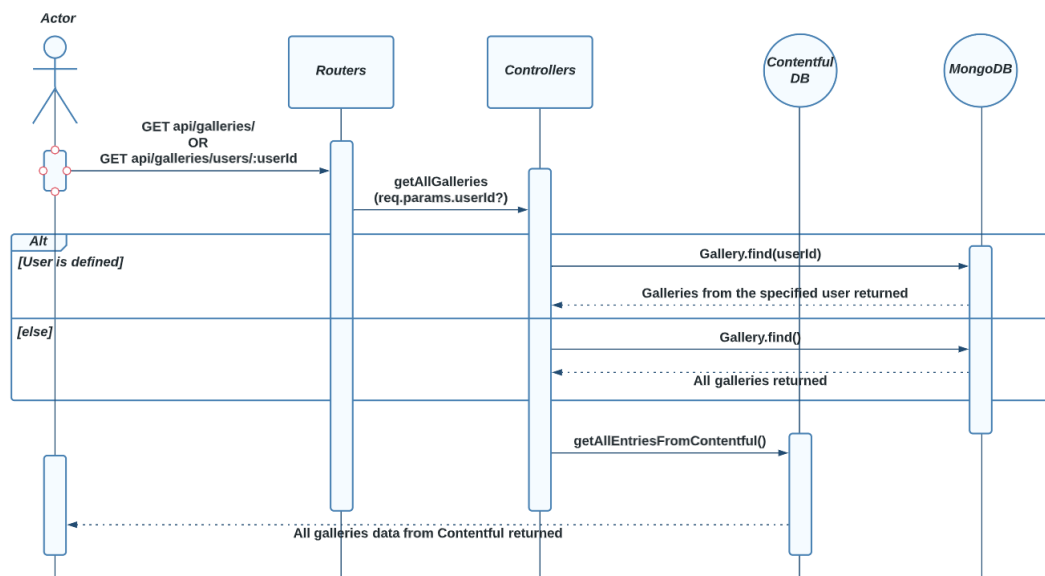 Actor
Routers
Controllers
Contentful
DB
MongoDB
GET api/galleries/
OR
GET api/galleries/users/:userId
getAllGalleries
(req.params.userId?)
Alt
[User is defined]
Gallery.find(userId)
Galleries from the specified user returned
[else]
Gallery.find()
All galleries returned
getAllEntriesFromContentful()
All galleries data from Contentful returned